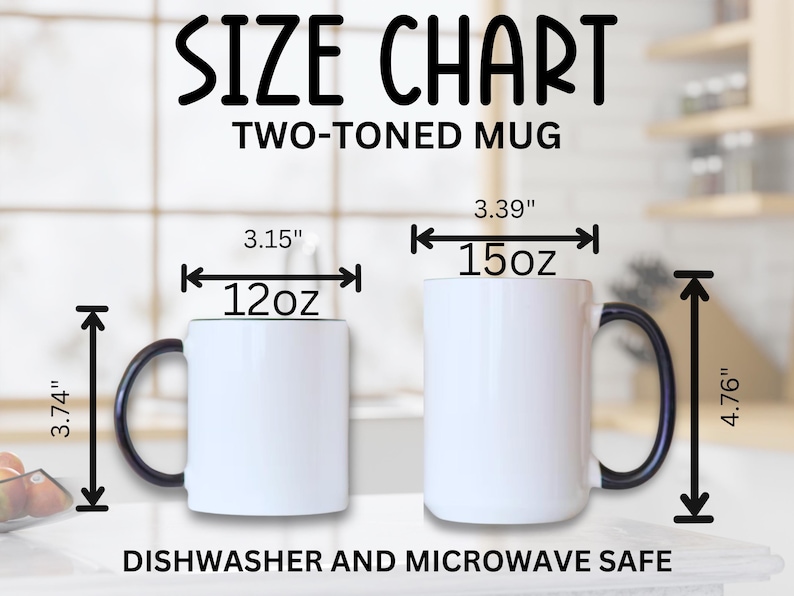 SIZE CHART
TWO-TONED MUG
3.39"
3.15"
15oz
12oz
3.74"
4.76"
DISHWASHER AND MICROWAVE SAFE